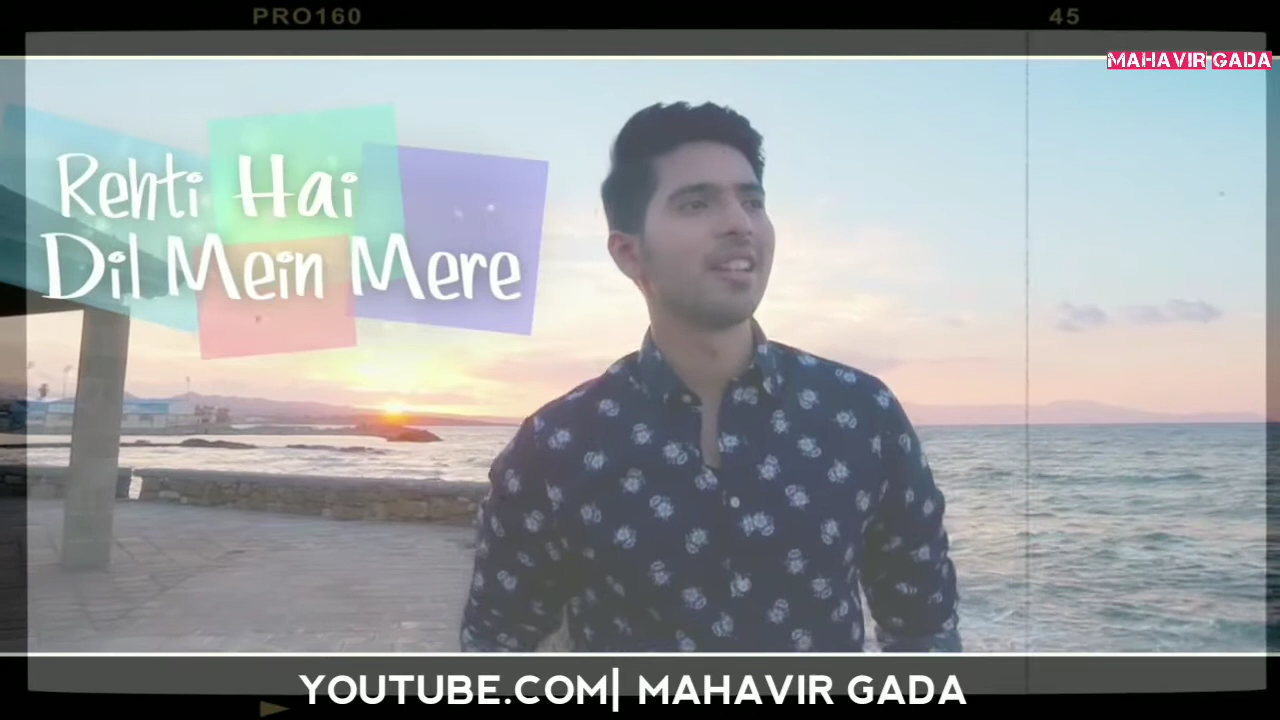 PRO160
45
MAHAVIR GADA
Rehti Hai
Dil Mein Mere
YOUTUBE.COM| MAHAVIR GADA